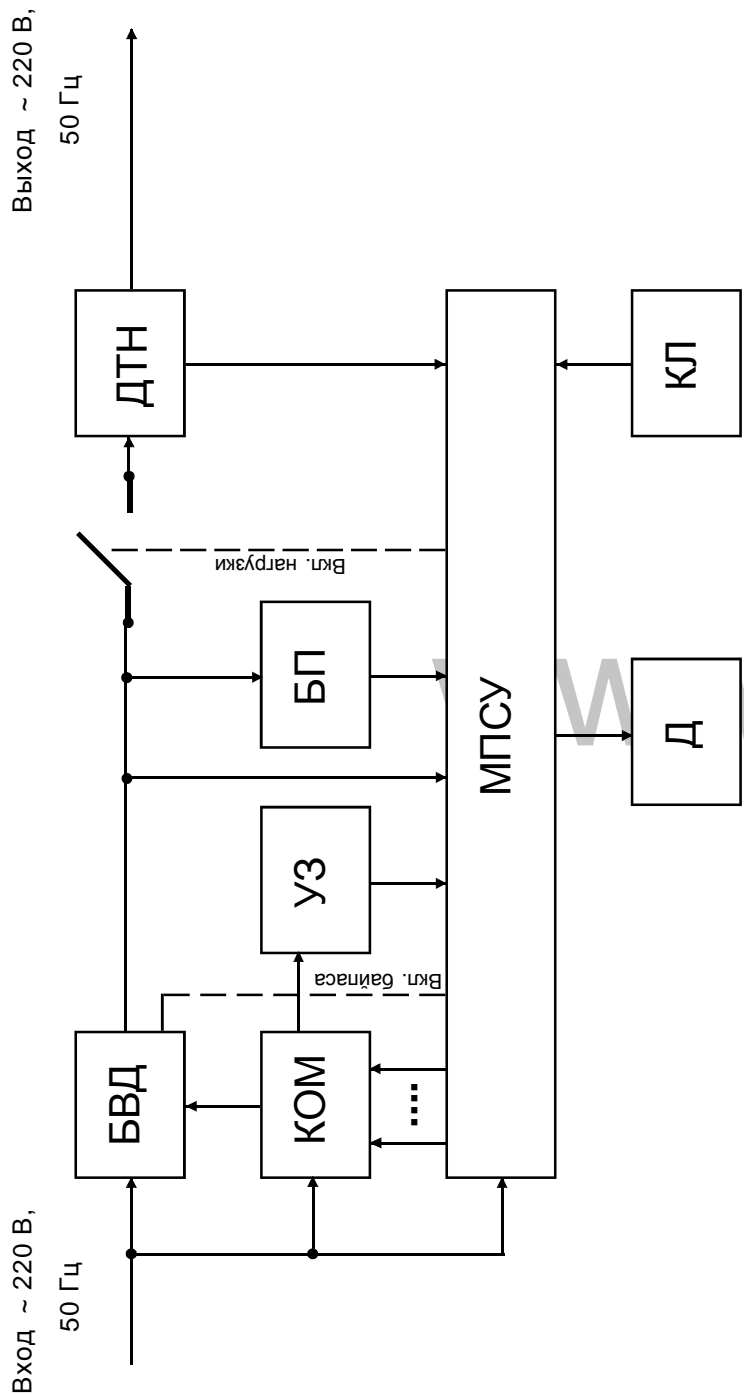 Вход ~ 220 В,
50 Гц
Выход ~ 220 В,
50 Гц
БВД
ДТН
Вкл. нагрузки
КОМ
УЗ
БП
Вкл. байпаса
....
МПСУ
Д
КЛ